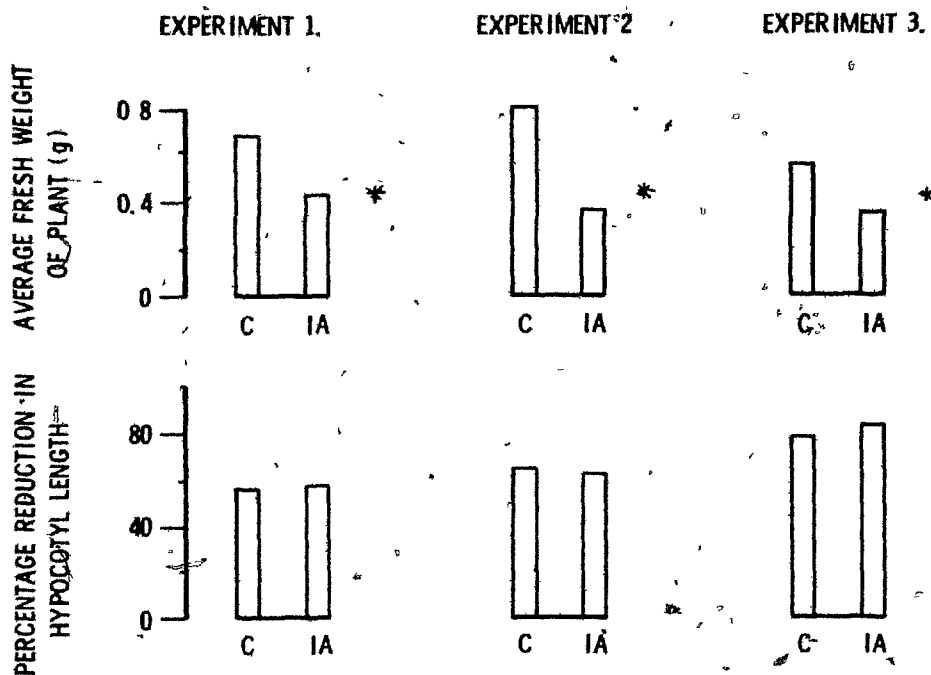 EXPERIMENT 1.
EXPERIMENT 2
EXPERIMENT 3.
AVERAGE FRESH WEIGHT
OF PLANT (g)
0 8
0.4
0
*
*
*
C IA
C IA
C IA
PERCENTAGE REDUCTION IN
HYPOCOTYL LENGTH
80
40
0
C IA
C IA
C IA